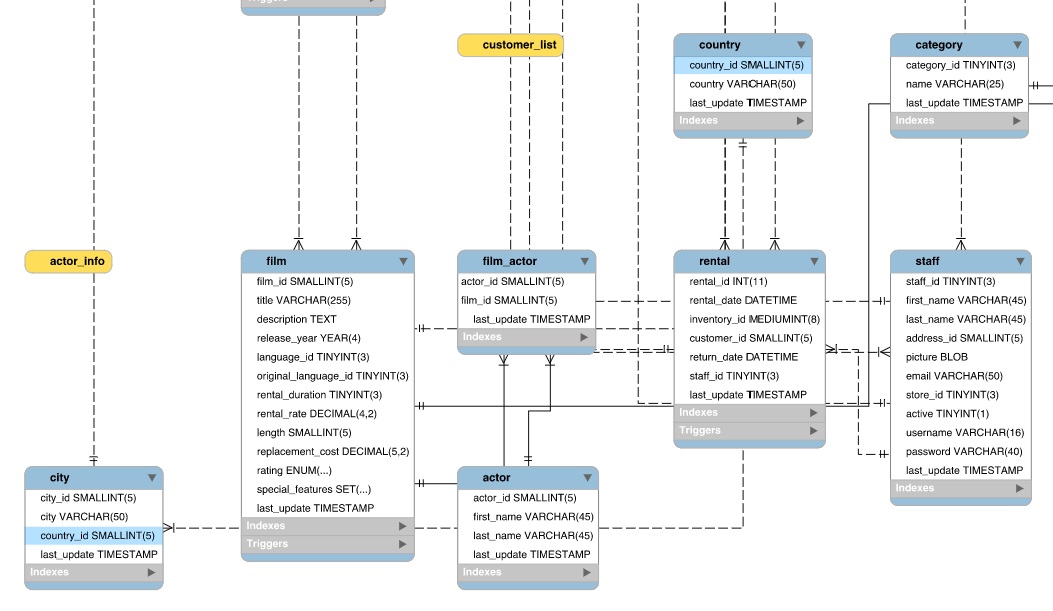 Triggers
customer_list
country
country_id SMALLINT(5)
country VARCHAR(50)
last_update TIMESTAMP
Indexes
category
category_id TINYINT(3)
name VARCHAR(25)
last_update TIMESTAMP
Indexes
actor_info
film
film_id SMALLINT(5)
title VARCHAR(255)
description TEXT
release_year YEAR(4)
language_id TINYINT(3)
original_language_id TINYINT(3)
rental_duration TINYINT(3)
rental_rate DECIMAL(4,2)
length SMALLINT(5)
replacement_cost DECIMAL(5,2)
rating ENUM(...)
special_features SET(...)
last_update TIMESTAMP
Indexes
Triggers
film_actor
actor_id SMALLINT(5)
film_id SMALLINT(5)
last_update TIMESTAMP
Indexes
rental
rental_id INT(11)
rental_date DATETIME
inventory_id MEDIUMINT(8)
customer_id SMALLINT(5)
return_date DATETIME
staff_id TINYINT(3)
last_update TIMESTAMP
Indexes
Triggers
staff
staff_id TINYINT(3)
first_name VARCHAR(45)
last_name VARCHAR(45)
address_id SMALLINT(5)
picture BLOB
email VARCHAR(50)
store_id TINYINT(3)
active TINYINT(1)
username VARCHAR(16)
password VARCHAR(40)
last_update TIMESTAMP
Indexes
city
city_id SMALLINT(5)
city VARCHAR(50)
country_id SMALLINT(5)
last_update TIMESTAMP
Indexes
actor
actor_id SMALLINT(5)
first_name VARCHAR(45)
last_name VARCHAR(45)
last_update TIMESTAMP
Indexes